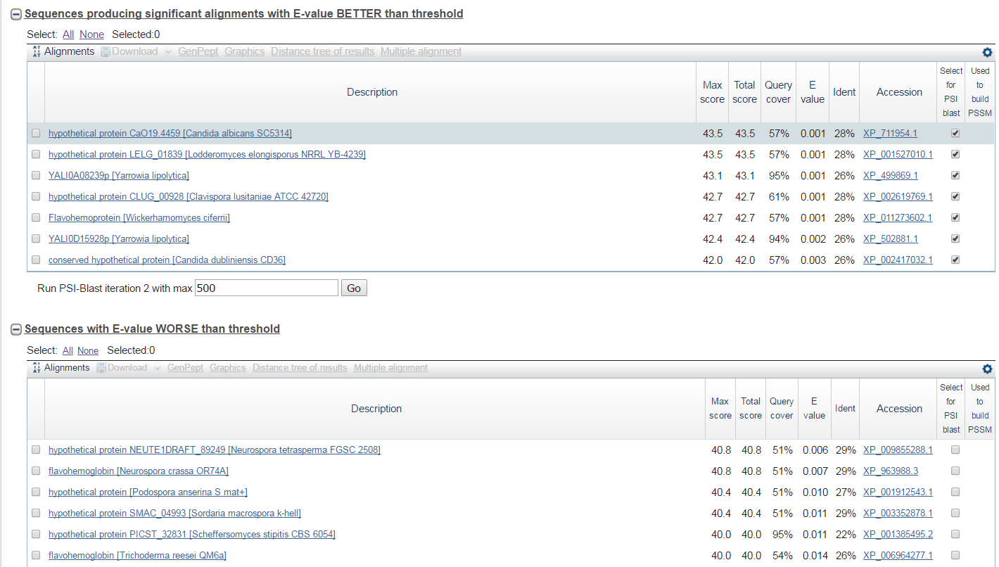 Sequences producing significant alignments with E-value BETTER than threshold
Select: All None Selected:0
Alignments Download GenPept Graphics Distance tree of results Multiple alignment
Description Max score Total score Query cover E value Ident Accession Select for PSI blast Used to build PSSM
hypothetical protein CaO19.4459 [Candida albicans SC5314] 43.5 43.5 57% 0.001 28% XP_711954.1
hypothetical protein LELG_01839 [Lodderomyces elongisporus NRRL YB-4239] 43.5 43.5 57% 0.001 28% XP_001527010.1
YALI0A08239p [Yarrowia lipolytica] 43.1 43.1 95% 0.001 26% XP_499869.1
hypothetical protein CLUG_00928 [Clavispora lusitaniae ATCC 42720] 42.7 42.7 61% 0.001 28% XP_002619769.1
Flavohemoprotein [Wickerhamomyces ciferrii] 42.7 42.7 57% 0.001 28% XP_011273602.1
YALI0D15928p [Yarrowia lipolytica] 42.4 42.4 94% 0.002 26% XP_502881.1
conserved hypothetical protein [Candida dubliniensis CD36] 42.0 42.0 57% 0.003 26% XP_002417032.1
Run PSI-Blast iteration 2 with max 500 Go
Sequences with E-value WORSE than threshold
Select: All None Selected:0
Alignments Download GenPept Graphics Distance tree of results Multiple alignment
Description Max score Total score Query cover E value Ident Accession Select for PSI blast Used to build PSSM
hypothetical protein NEUTE1DRAFT_89249 [Neurospora tetrasperma FGSC 2508] 40.8 40.8 51% 0.006 29% XP_009855288.1
flavohemoglobin [Neurospora crassa OR74A] 40.8 40.8 51% 0.007 29% XP_963988.3
hypothetical protein [Podospora anserina S mat+] 40.4 40.4 51% 0.010 27% XP_001912543.1
hypothetical protein SMAC_04993 [Sordaria macrospora k-hell] 40.4 40.4 51% 0.011 29% XP_003352878.1
hypothetical protein PICST_32831 [Scheffersomyces stipitis CBS 6054] 40.0 40.0 95% 0.011 22% XP_001385495.2
flavohemoglobin [Trichoderma reesei QM6a] 40.0 40.0 54% 0.014 26% XP_006964277.1